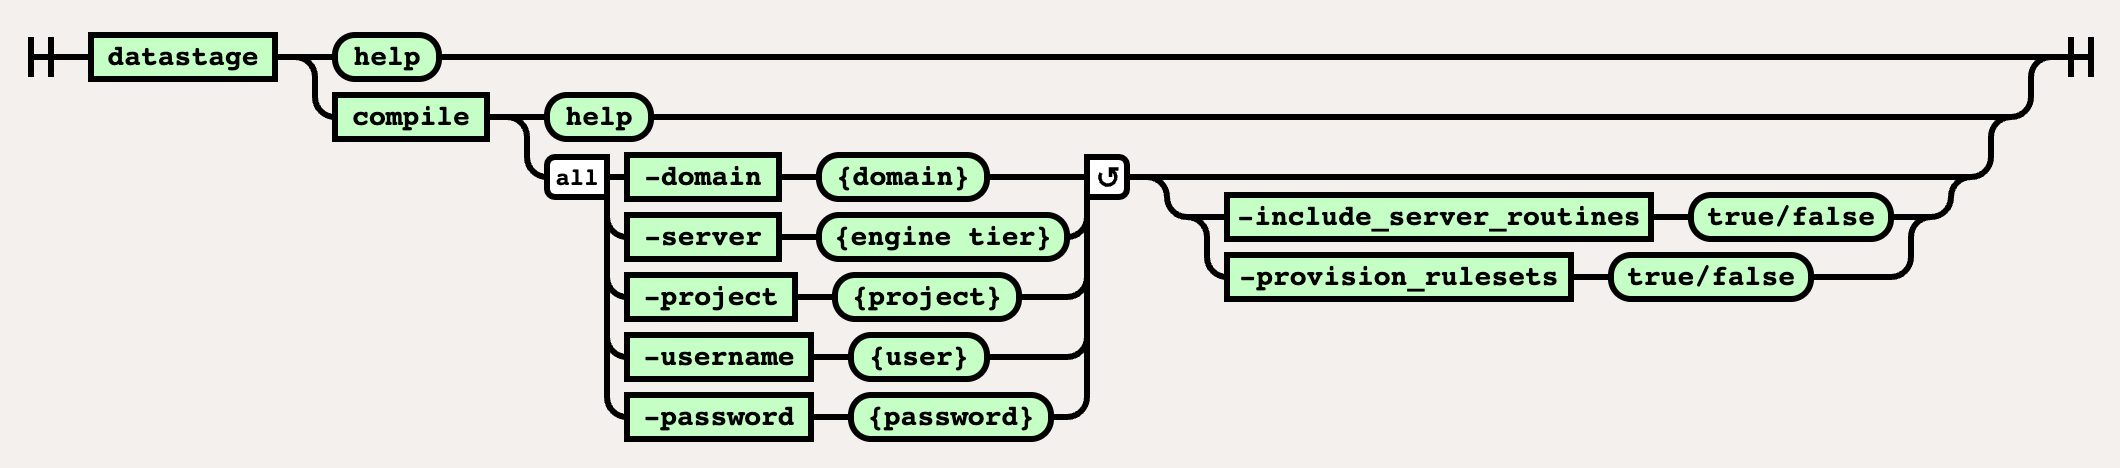 datastage help
compile help
all -domain {domain} ↺
-server {engine tier}
-include_server_routines true/false
-project {project}
-provision_rulesets true/false
-username {user}
-password {password}